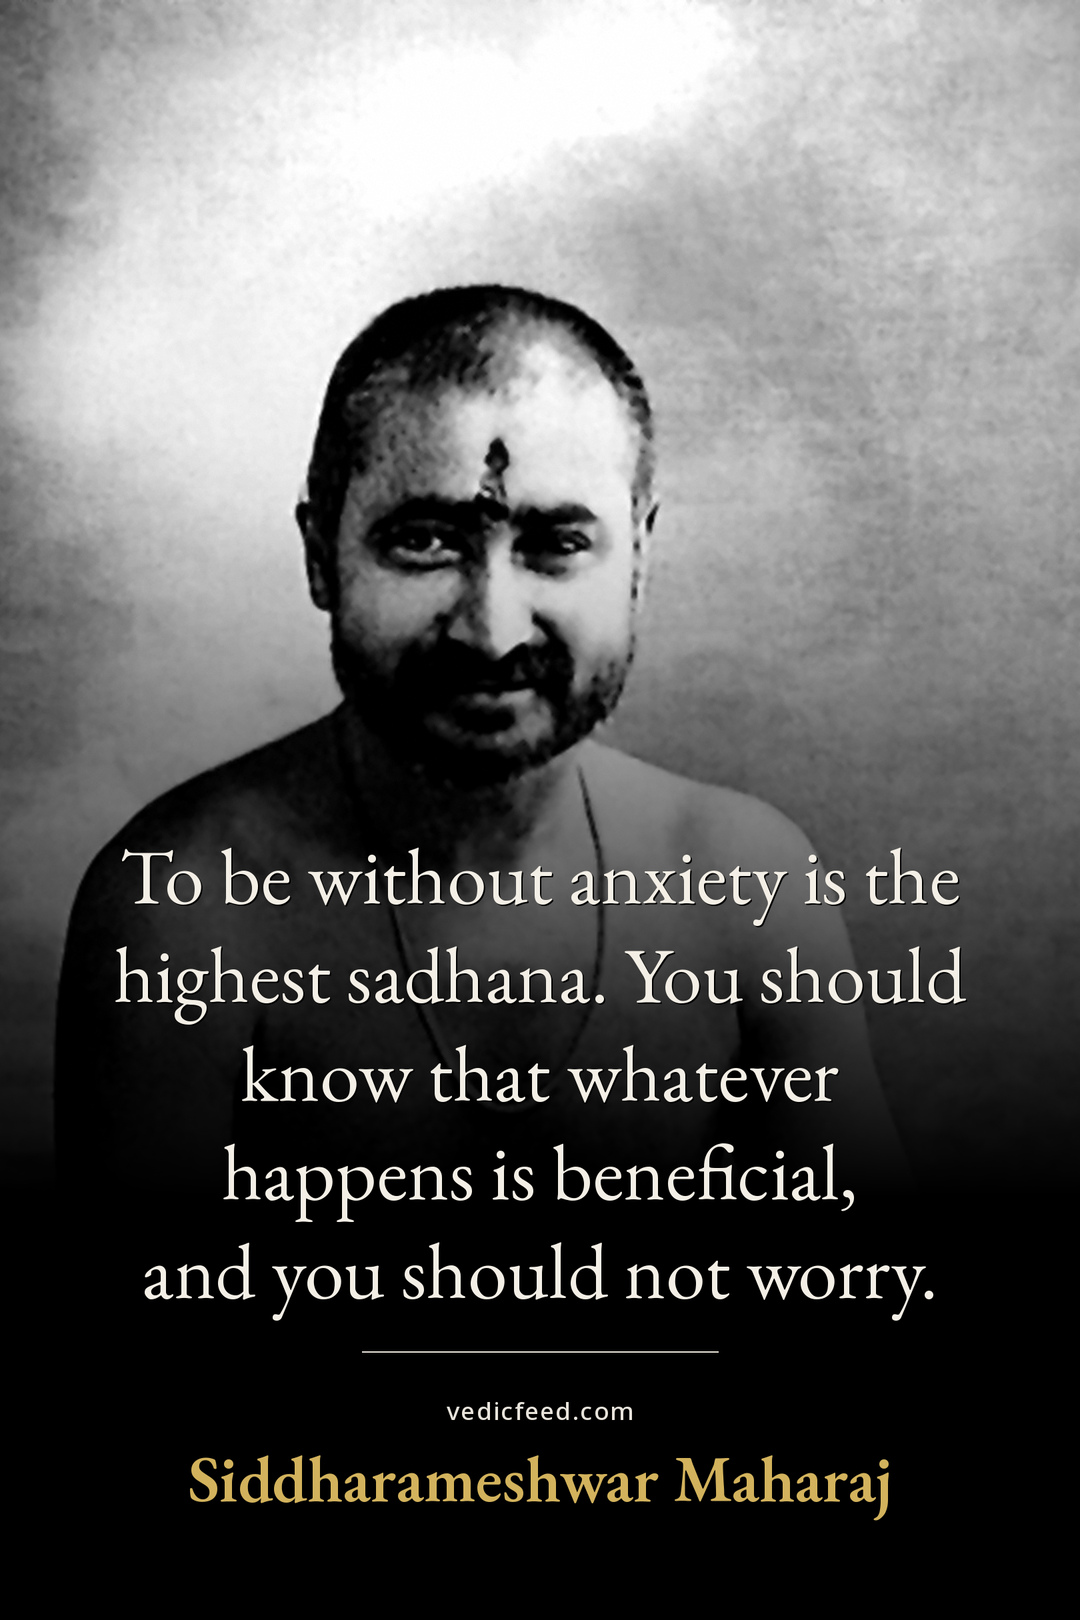 To be without anxiety is the
highest sadhana. You should
know that whatever
happens is beneficial,
and you should not worry.
vedicfeed.com
Siddharameshwar Maharaj